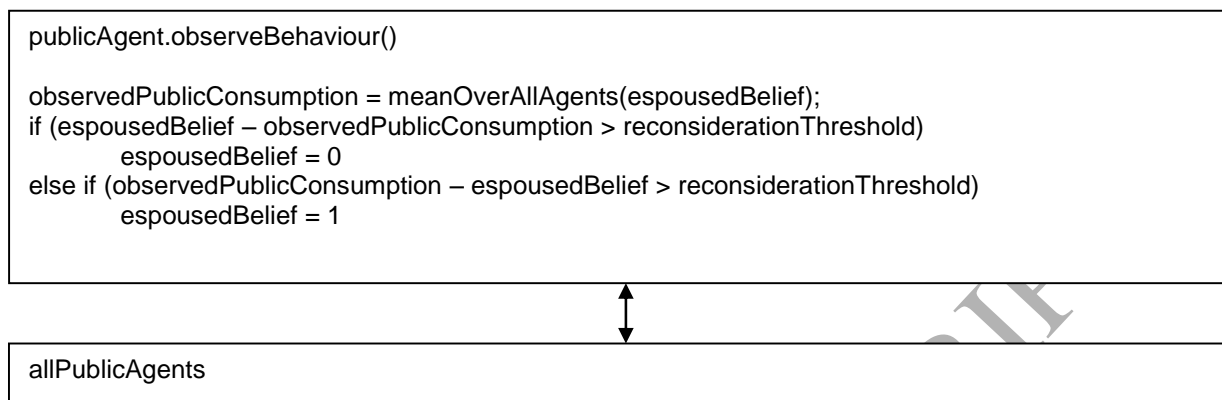 publicAgent.observeBehaviour()
observedPublicConsumption = meanOverAllAgents(espousedBelief);
if (espousedBelief – observedPublicConsumption > reconsiderationThreshold)
espousedBelief = 0
else if (observedPublicConsumption – espousedBelief > reconsiderationThreshold)
espousedBelief = 1
allPublicAgents